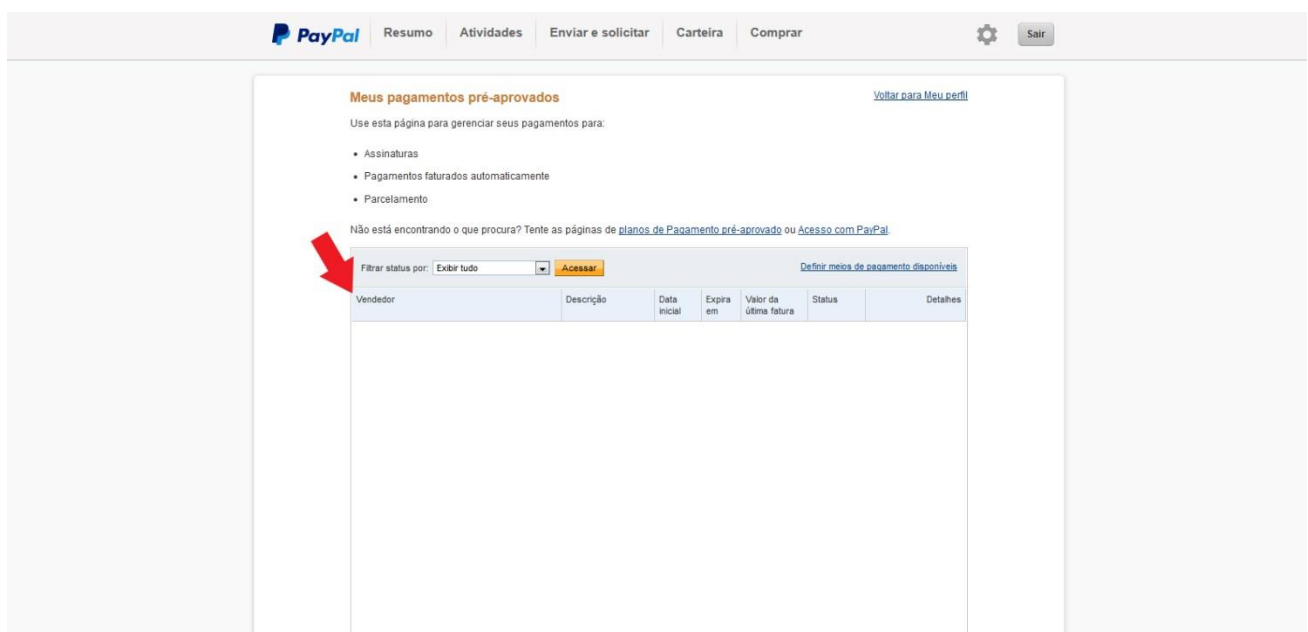 PayPal Resumo Atividades Enviar e solicitar Carteira Comprar Sair
Meus pagamentos pré-aprovados Voltar para Meu perfil
Use esta página para gerenciar seus pagamentos para:
• Assinaturas
• Pagamentos faturados automaticamente
• Parcelamento
Não está encontrando o que procura? Tente as páginas de planos de Pagamento pré-aprovado ou Acesso com PayPal.
Filtrar status por: Exibir tudo Acessar Definir meios de pagamento disponíveis
Vendedor Descrição Data inicial Expira em Valor da última fatura Status Detalhes